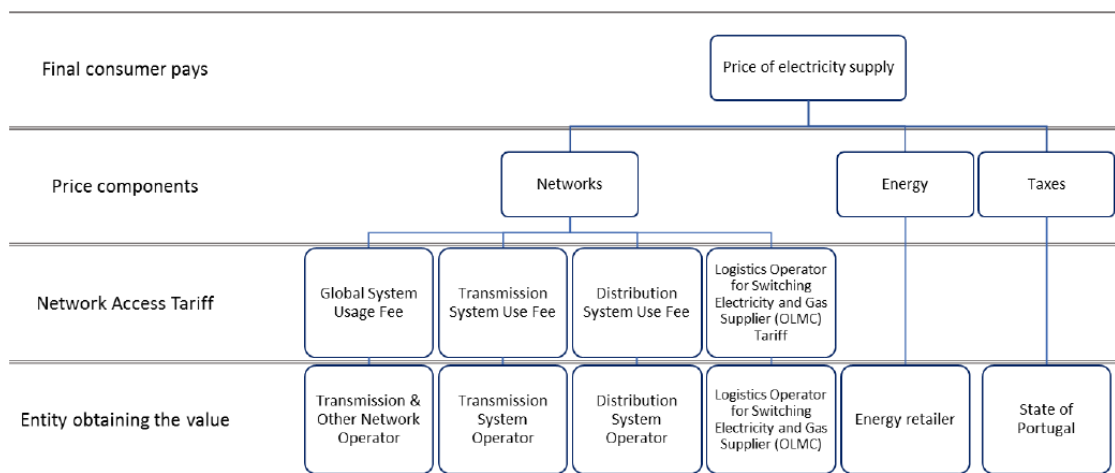 Final consumer pays
Price of electricity supply
Price components
Networks
Energy
Taxes
Network Access Tariff
Global System
Usage Fee
Transmission
System Use Fee
Distribution
System Use Fee
Logistics Operator
for Switching
Electricity and Gas
Supplier (OLMC)
Tariff
Entity obtaining the value
Transmission &
Other Network
Operator
Transmission
System
Operator
Distribution
System
Operator
Logistics Operator
for Switching
Electricity and Gas
Supplier (OLMC)
Energy retailer
State of
Portugal